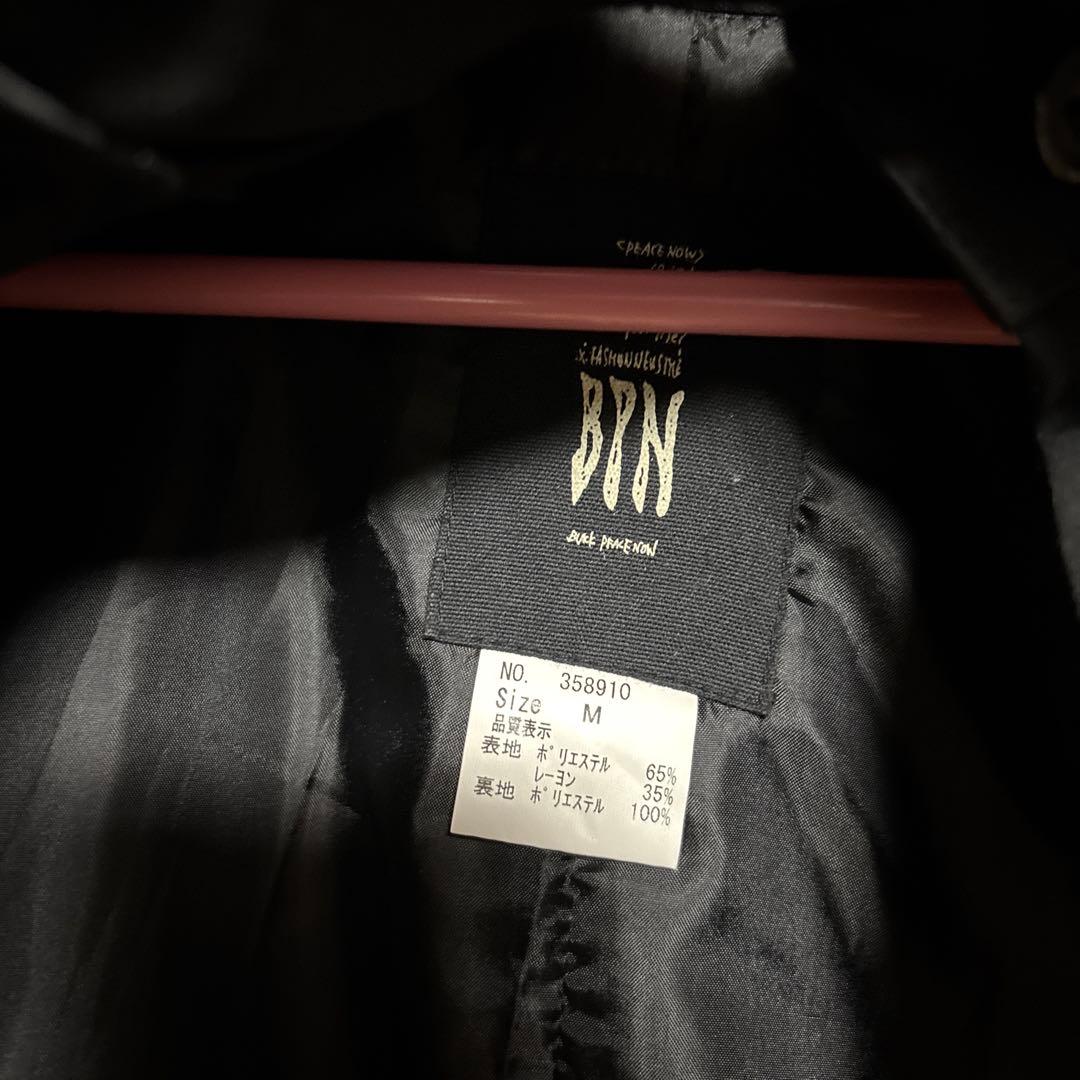 <PEACE NOW>
BPN
BLACK PEACE NOW
NO. 358910
Size M
品質表示
表地 ポリエステル 65%
レーヨン 35%
裏地 ポリエステル 100%